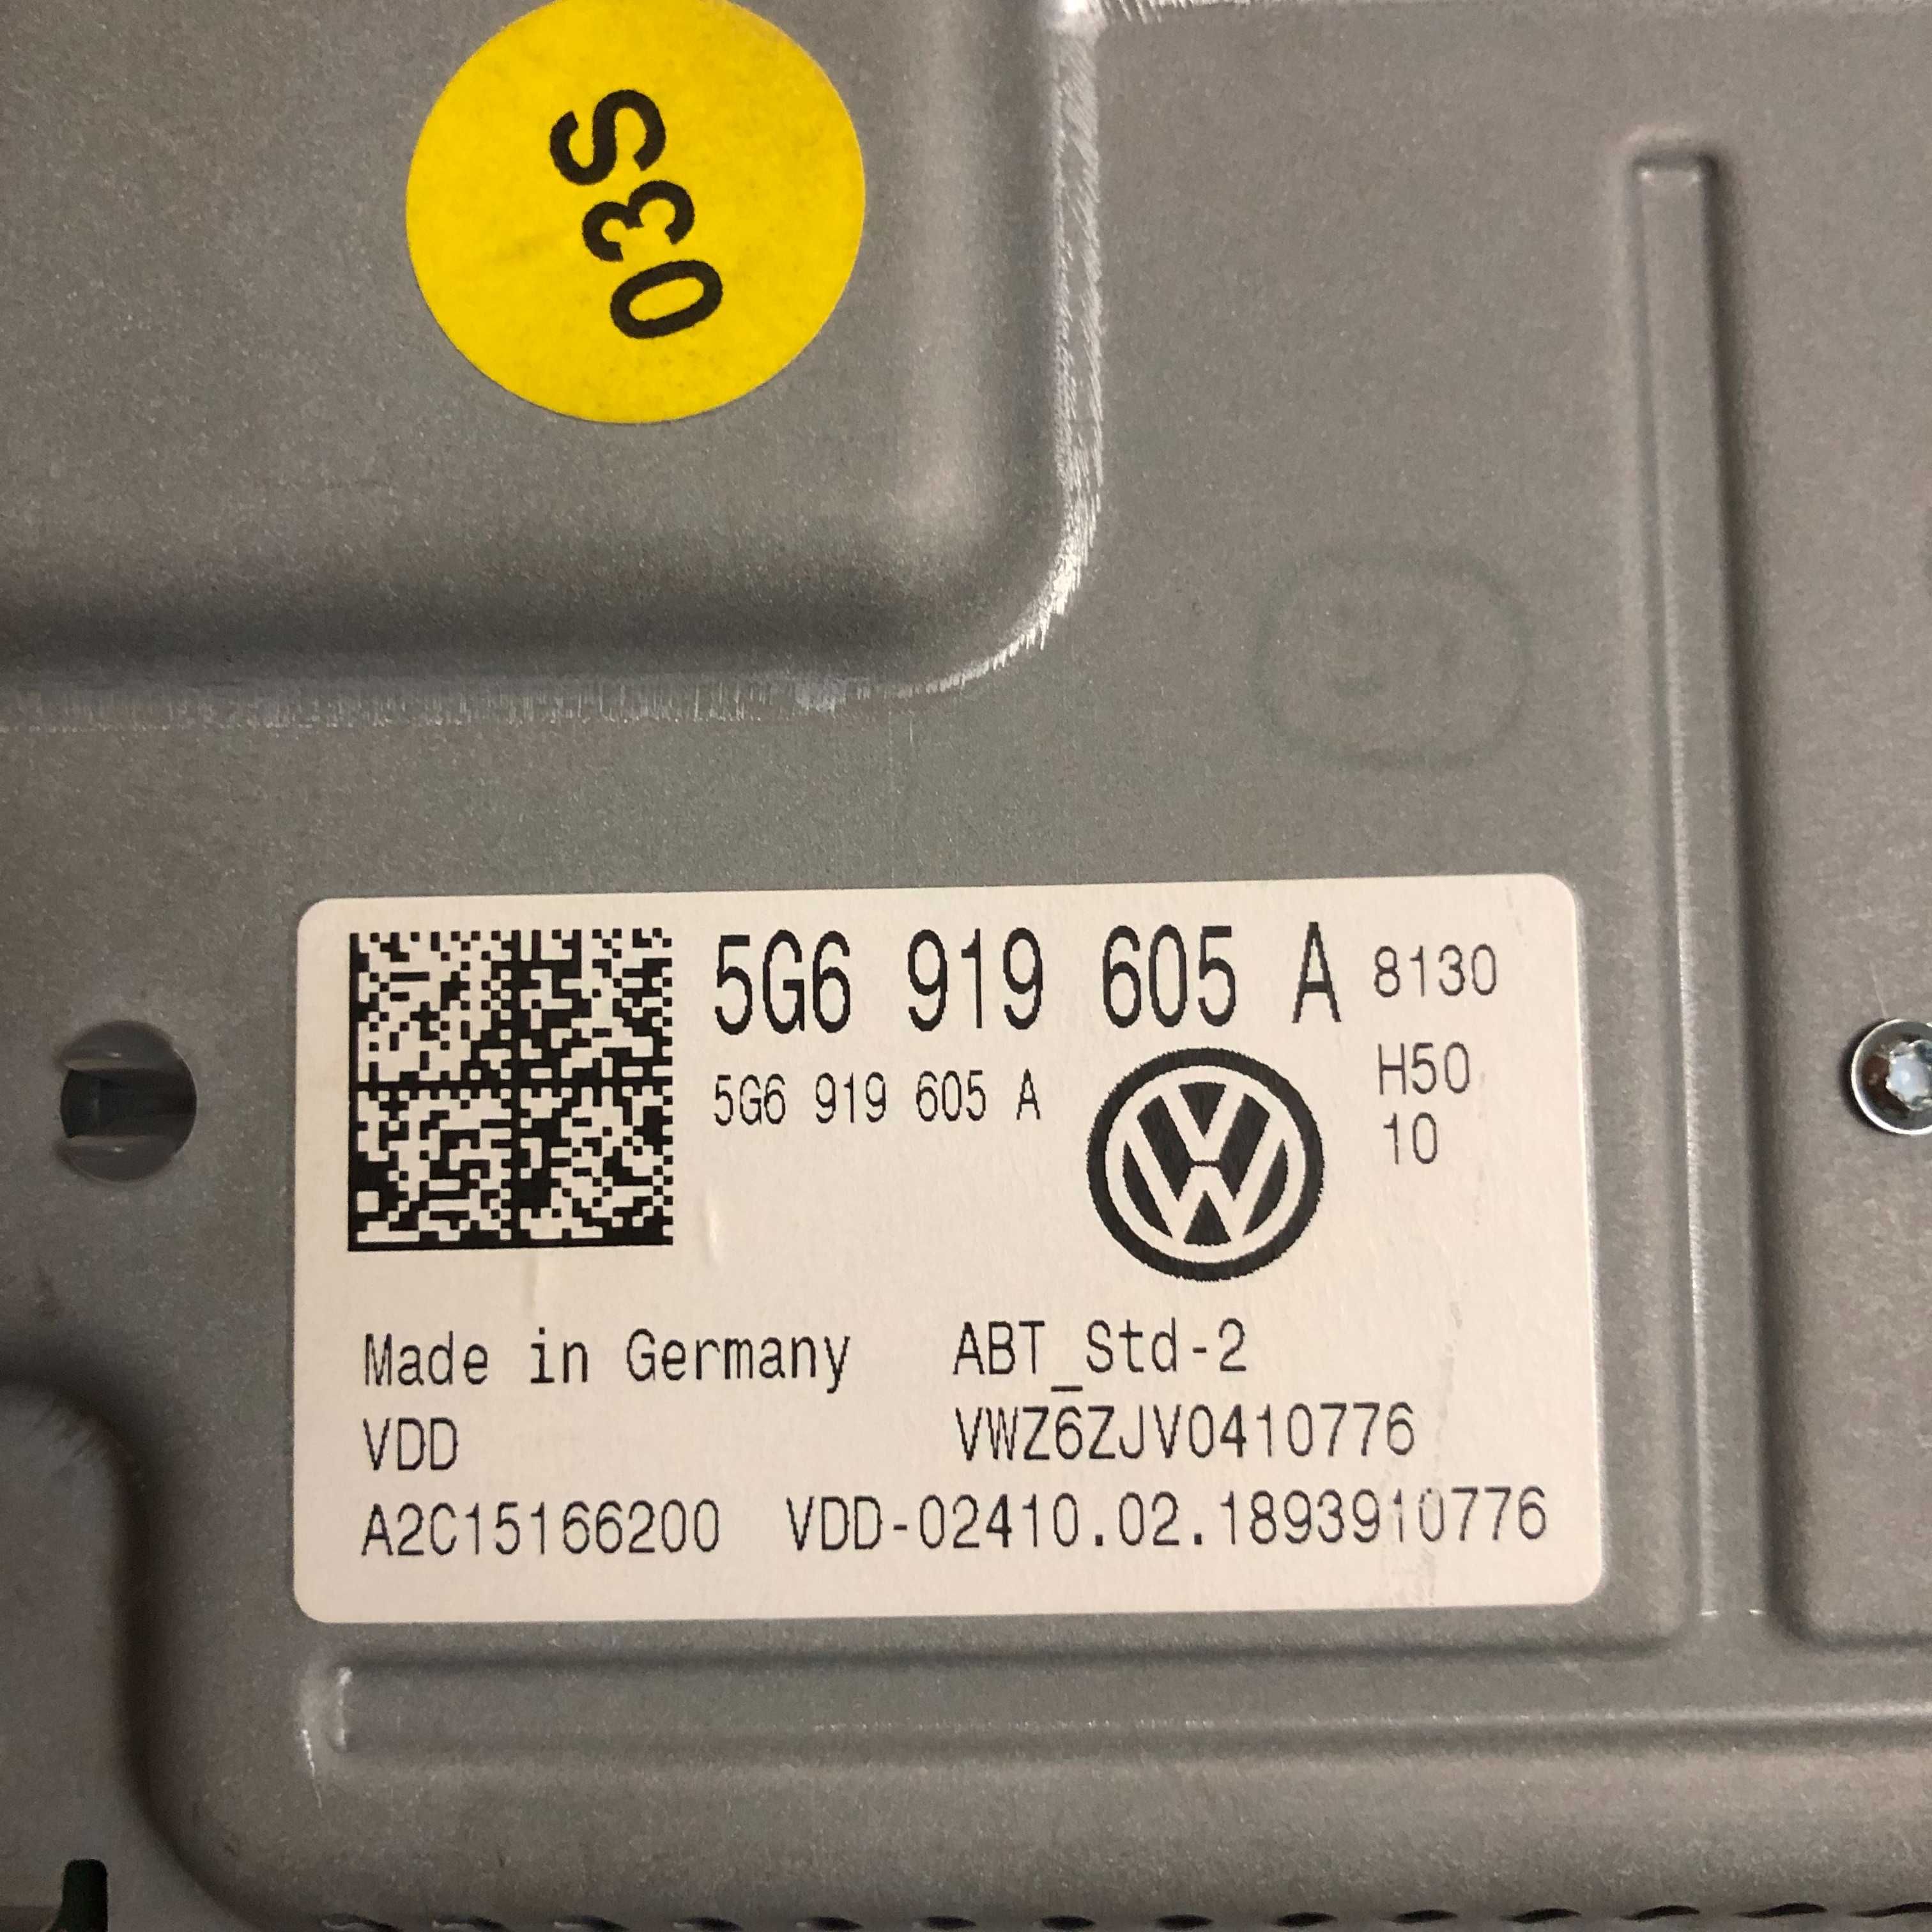 03S
5G6 919 605 A 8130
5G6 919 605 A H50
10
Made in Germany ABT_Std-2
VDD VWZ6ZJV0410776
A2C15166200 VDD-02410.02.1893910776